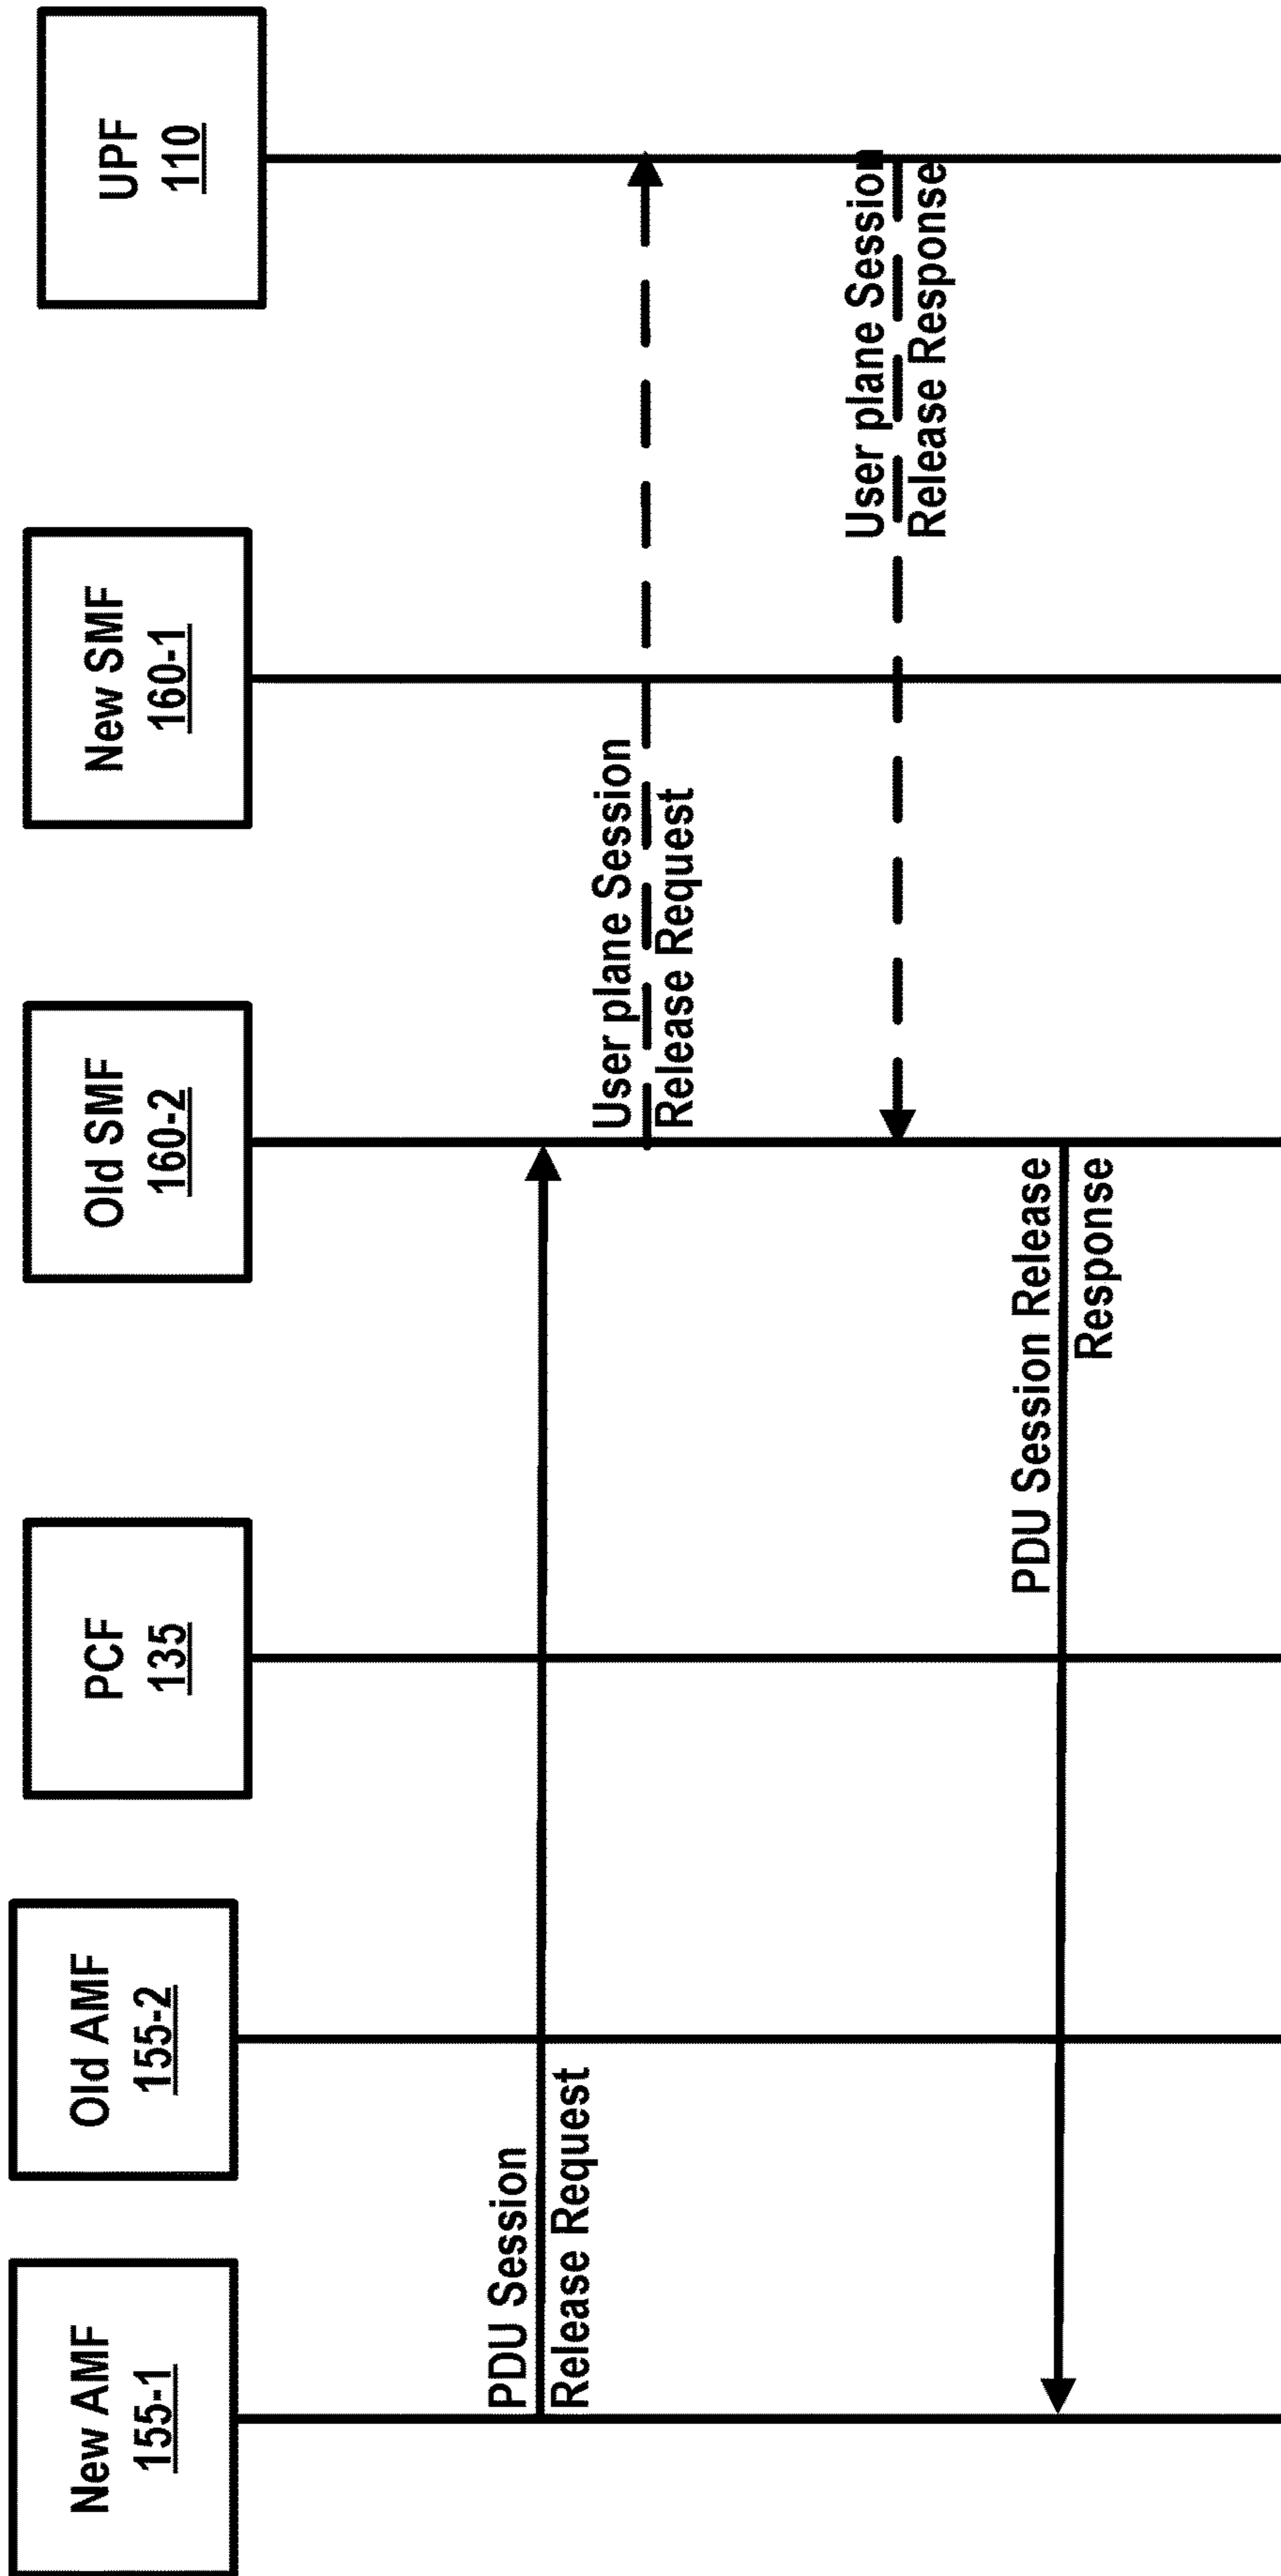 New AMF
155-1
Old AMF
155-2
PCF
135
Old SMF
160-2
New SMF
160-1
UPF
110
PDU Session
Release Request
User plane Session
Release Request
User plane Session
Release Response
PDU Session Release
Response